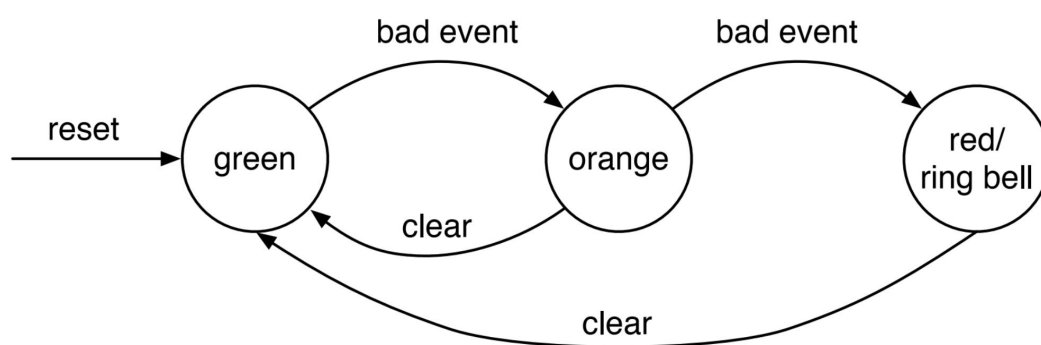 bad event
bad event
reset
green
orange
red/
ring bell
clear
clear